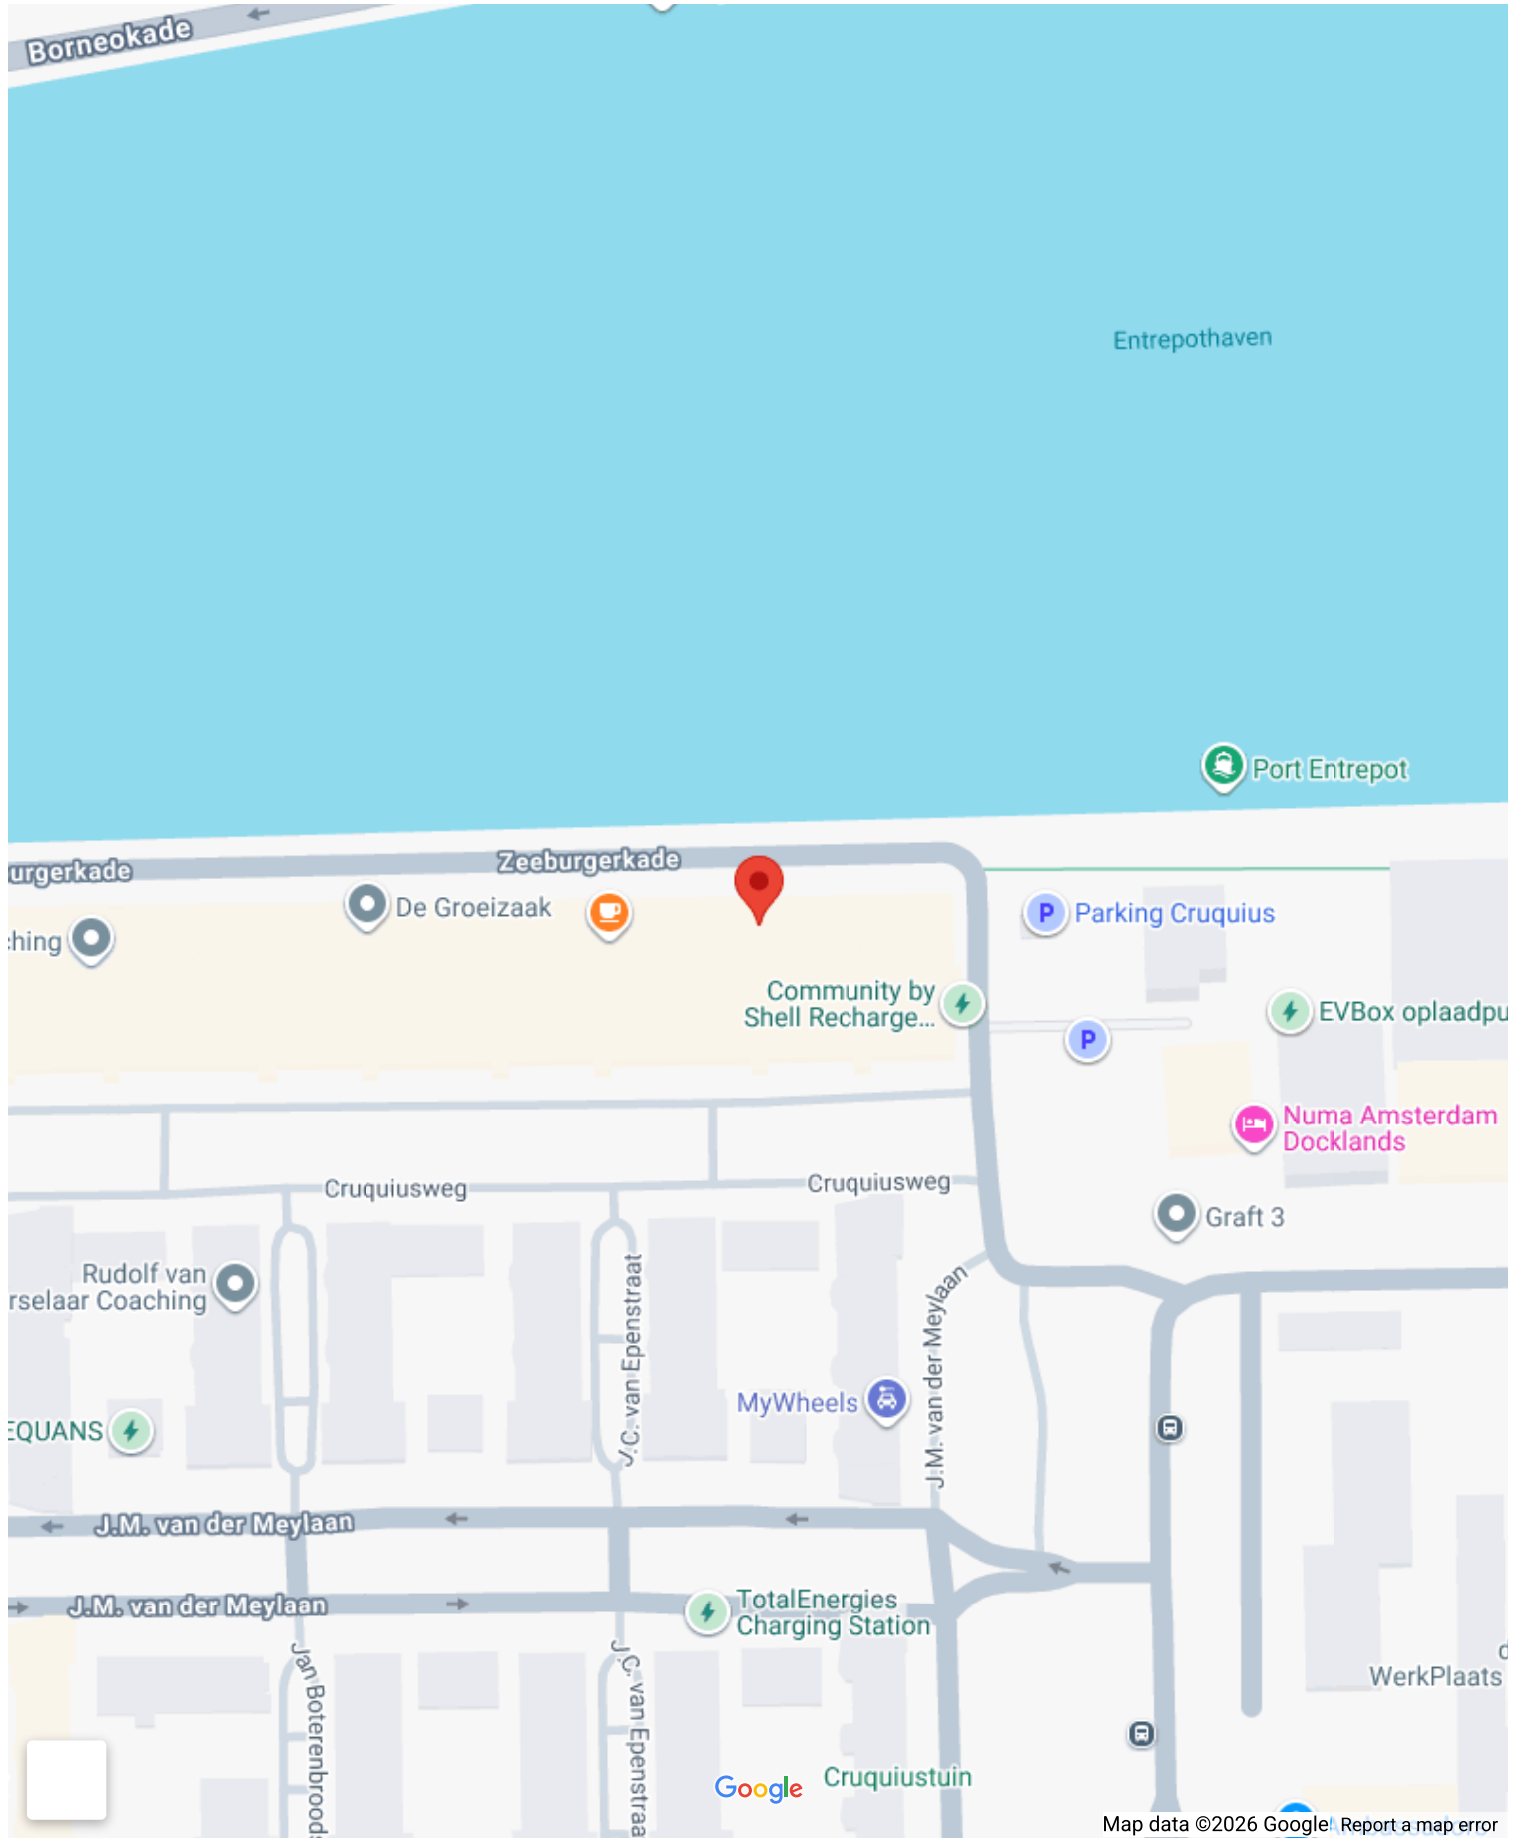 Borneokade
Entrepothaven
Port Entrepot
urgerkade
Zeeburgerkade
De Groeizaak
Parking Cruquius
ching
Community by
Shell Recharge...
EVBox oplaadpu
Numa Amsterdam
Docklands
Cruquiusweg
Cruquiusweg
Graft 3
Rudolf van
rselaar Coaching
J.C. van Epenstraat
J.M. van der Meylaan
MyWheels
EQUANS
J.M. van der Meylaan
J.M. van der Meylaan
TotalEnergies
Charging Station
Jan Boterenbroods
J.C. van Epenstraa
WerkPlaats
Cruquiustuin
Google
Map data ©2026 Google
Report a map error